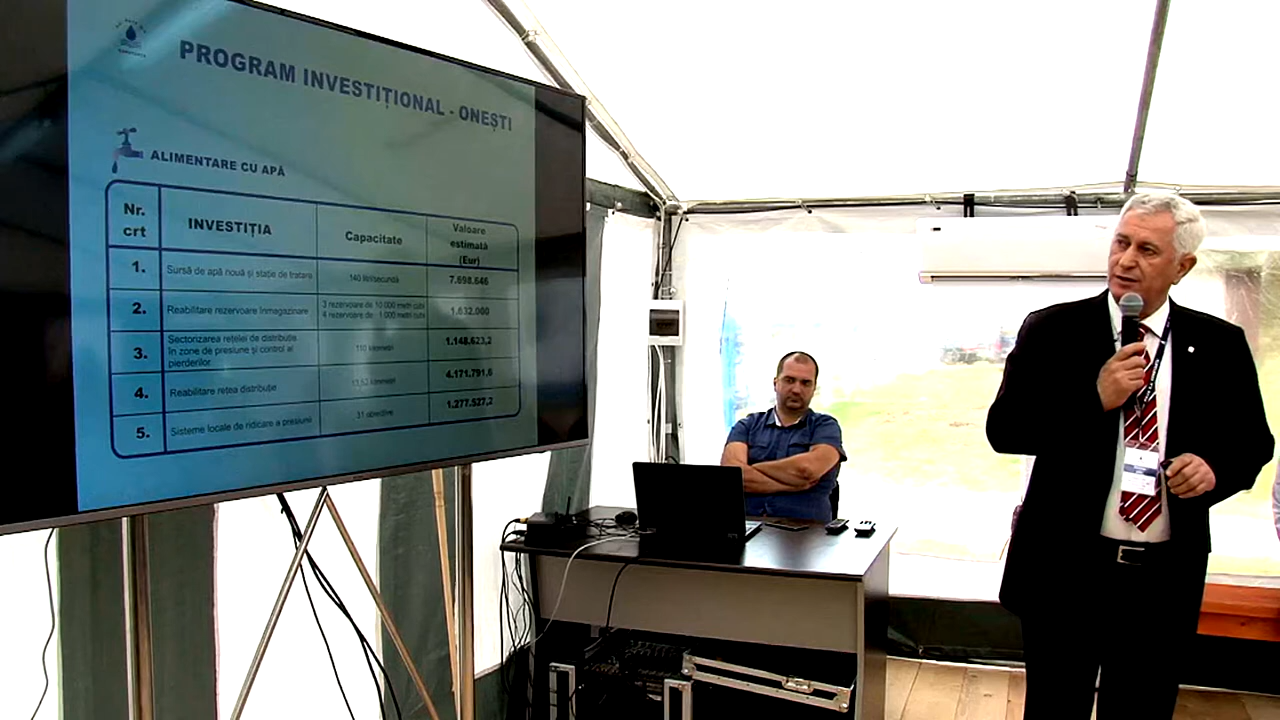 PROGRAM INVESTIȚIONAL - ONEȘTI
ALIMENTARE CU APĂ
Nr. crt
INVESTIȚIA
Capacitate
Valoare estimată (Eur)
1.
Sursă de apă nouă și stație de tratare
140 litri/secundă
7.698.646
2.
Reabilitare rezervoare înmagazinare
3 rezervoare de 10 000 metri cubi
4 rezervoare de 1 000 metri cubi
1.632.000
3.
Sectorizarea rețelei de distribuție
în zone de presiune și control al
pierderilor
110 kilometri
1.148.623,2
4.
Reabilitare rețea distribuție
kilometri
4.171.791,6
5.
Sisteme locale de ridicare a presiunii
31 obiective
1.277.527,2